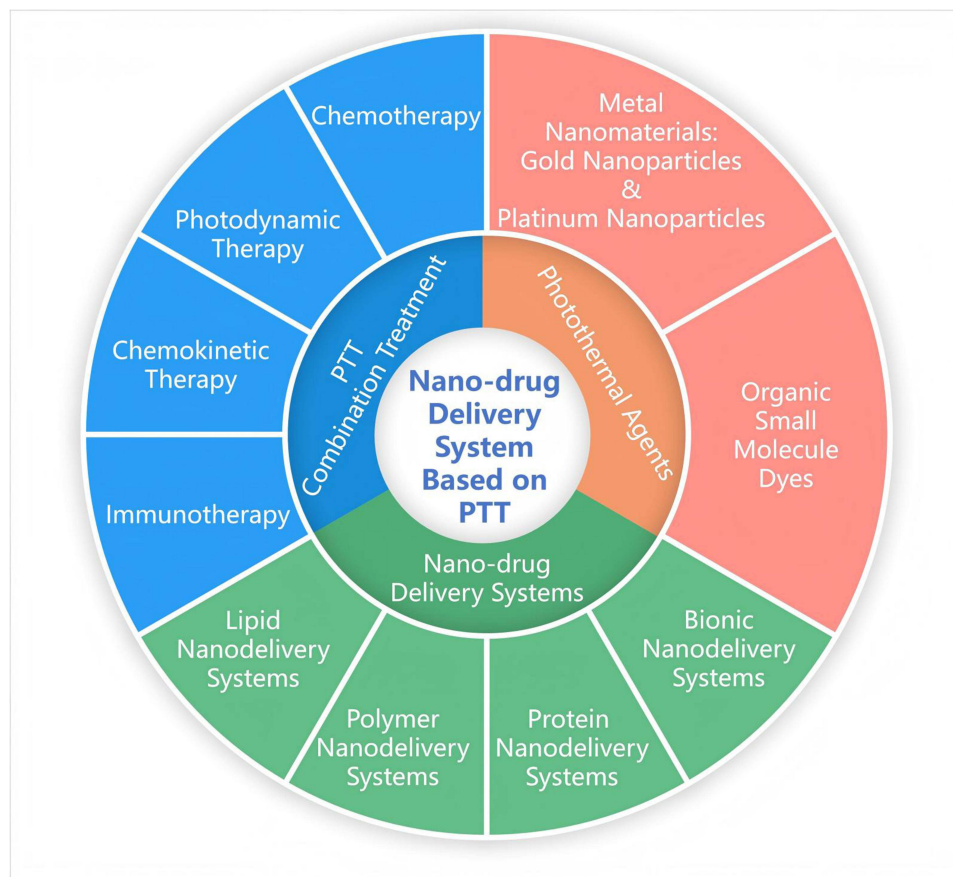 Chemotherapy
Metal
Nanomaterials:
Gold Nanoparticles
&
Platinum Nanoparticles
Photodynamic
Therapy
Chemokinetic
Therapy
Immunotherapy
PTT
Combination Treatment
Photothermal Agents
Nano-drug
Delivery
System
Based on
PTT
Organic
Small
Molecule
Dyes
Nano-drug
Delivery Systems
Lipid
Nanodelivery
Systems
Polymer
Nanodelivery
Systems
Protein
Nanodelivery
Systems
Bionic
Nanodelivery
Systems